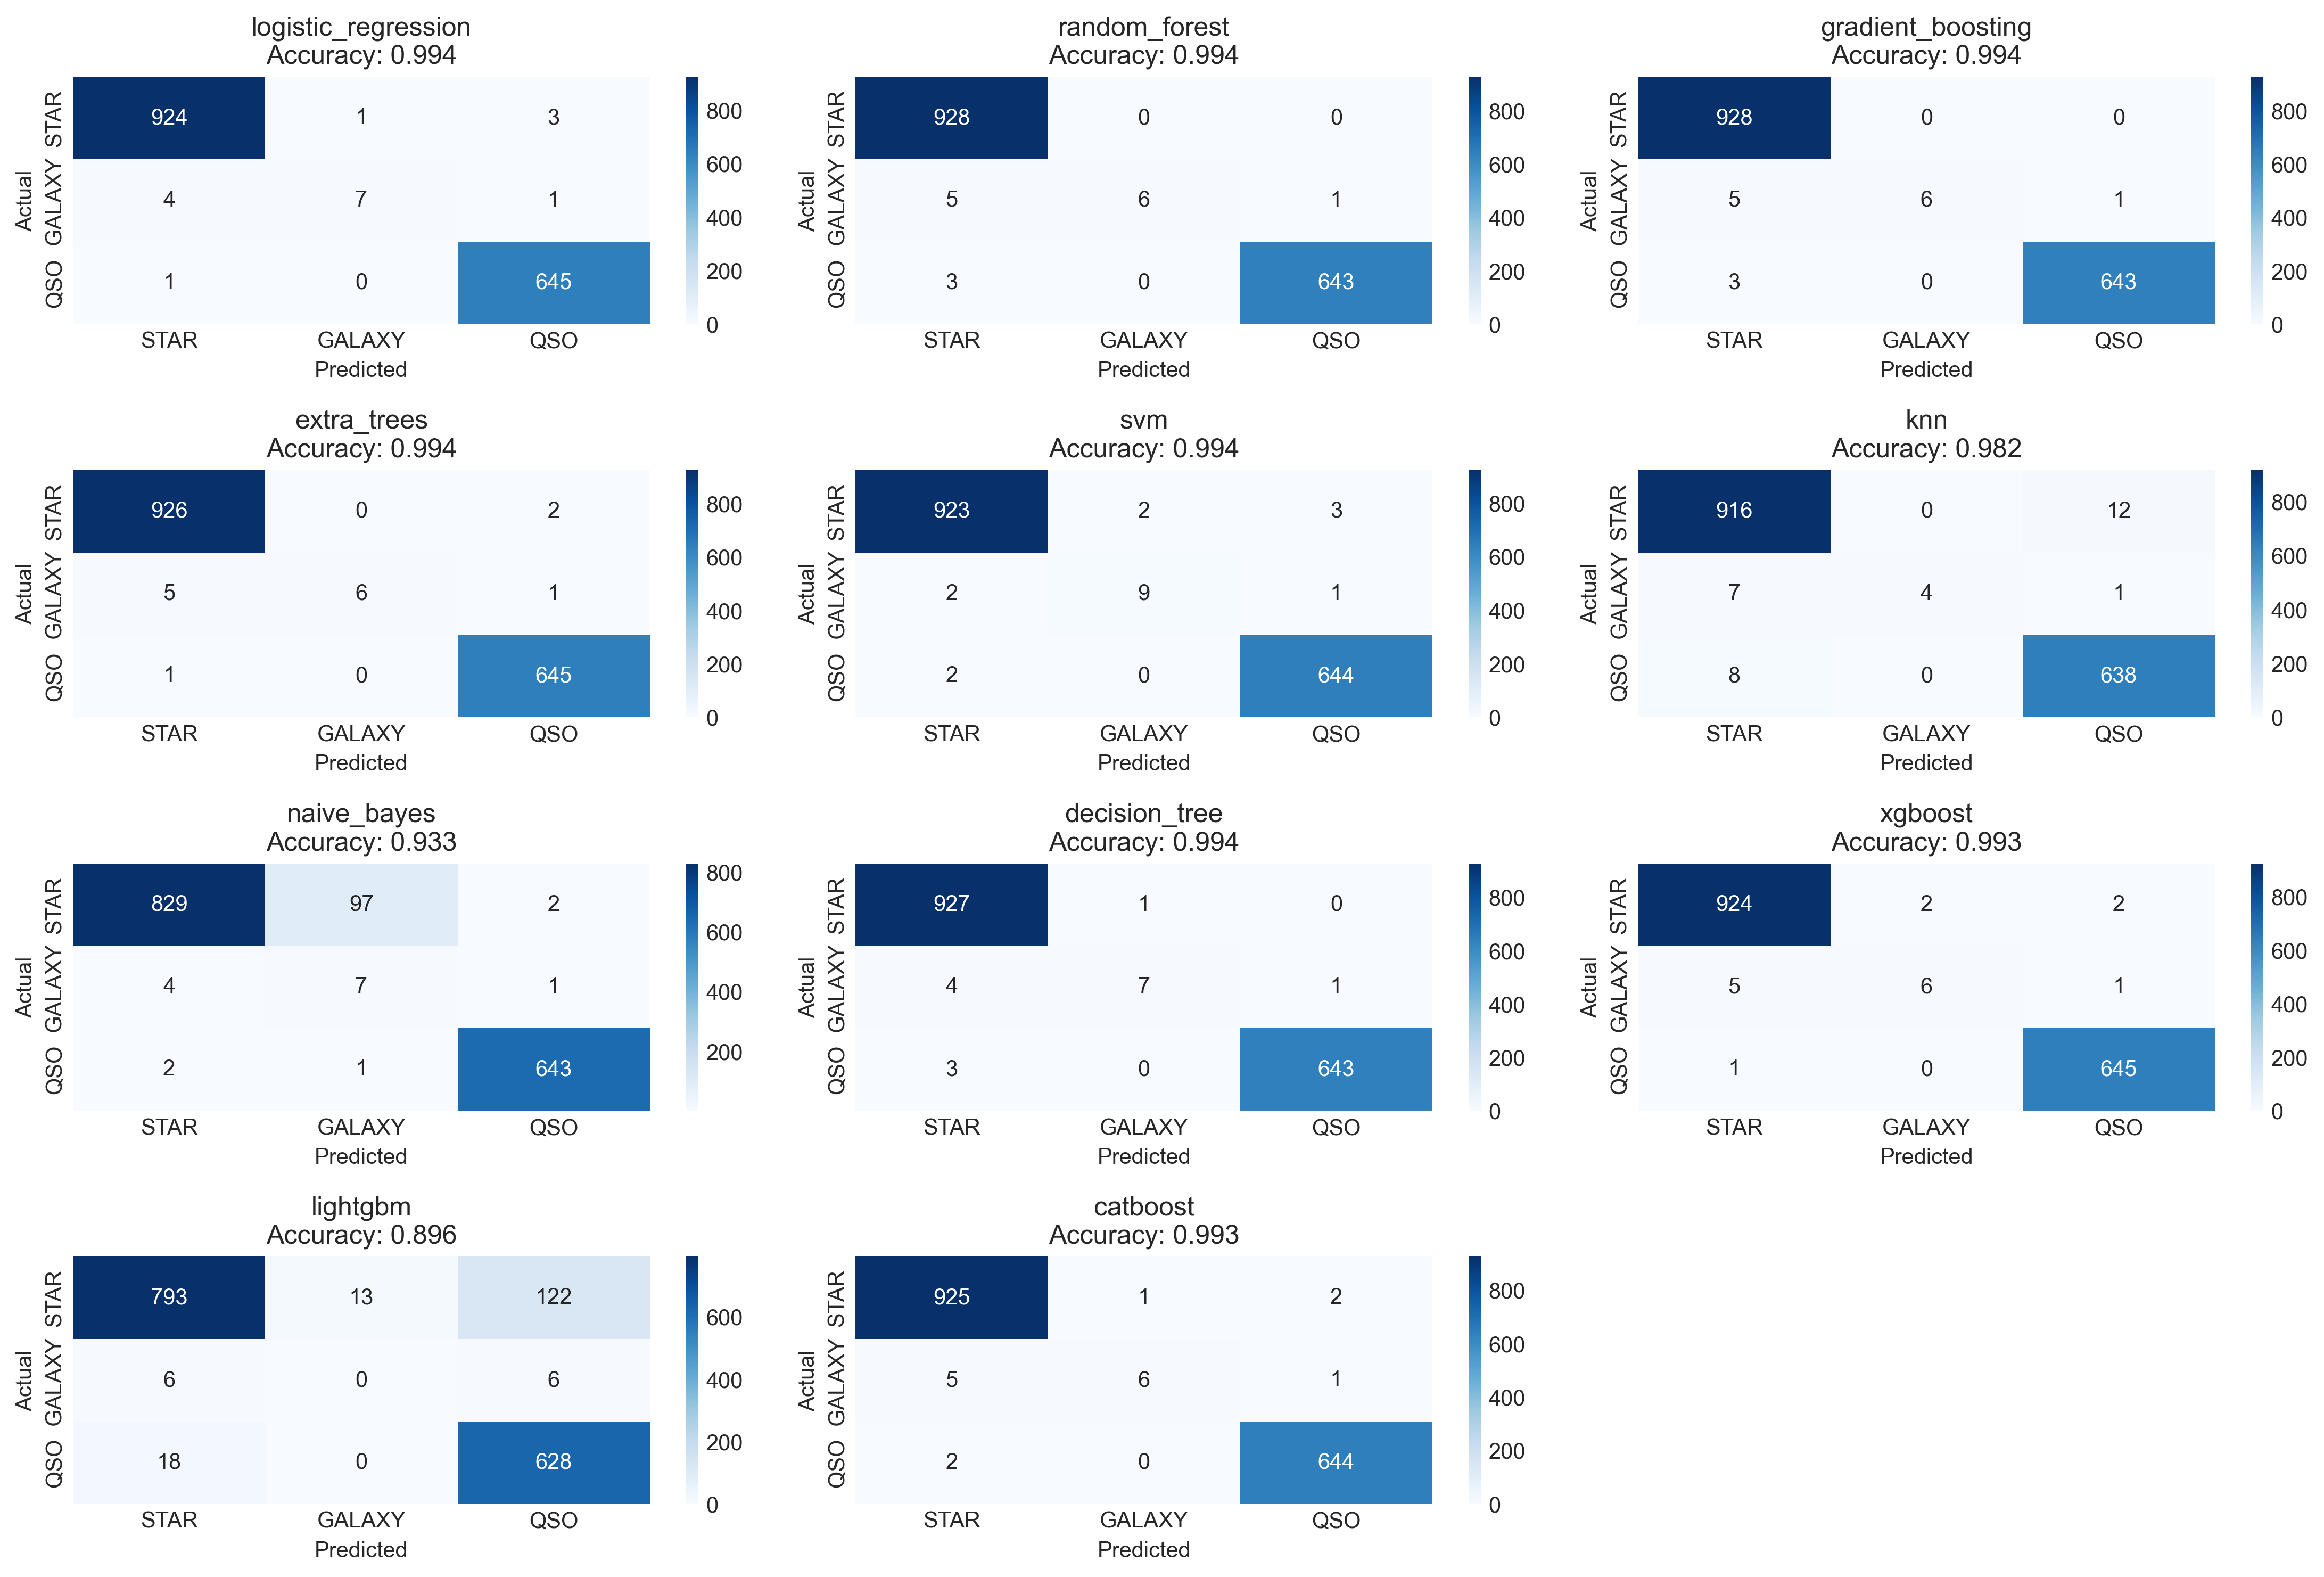 logistic_regression
Accuracy: 0.994
Actual
STAR
GALAXY
QSO
924 1 3
4 7 1
1 0 645
STAR GALAXY QSO
Predicted
800
600
400
200
0
random_forest
Accuracy: 0.994
Actual
STAR
GALAXY
QSO
928 0 0
5 6 1
3 0 643
STAR GALAXY QSO
Predicted
800
600
400
200
0
gradient_boosting
Accuracy: 0.994
Actual
STAR
GALAXY
QSO
928 0 0
5 6 1
3 0 643
STAR GALAXY QSO
Predicted
800
600
400
200
0
extra_trees
Accuracy: 0.994
Actual
STAR
GALAXY
QSO
926 0 2
5 6 1
1 0 645
STAR GALAXY QSO
Predicted
800
600
400
200
0
svm
Accuracy: 0.994
Actual
STAR
GALAXY
QSO
923 2 3
2 9 1
2 0 644
STAR GALAXY QSO
Predicted
800
600
400
200
0
knn
Accuracy: 0.982
Actual
STAR
GALAXY
QSO
916 0 12
7 4 1
8 0 638
STAR GALAXY QSO
Predicted
800
600
400
200
0
naive_bayes
Accuracy: 0.933
Actual
STAR
GALAXY
QSO
829 97 2
4 7 1
2 1 643
STAR GALAXY QSO
Predicted
800
600
400
200
decision_tree
Accuracy: 0.994
Actual
STAR
GALAXY
QSO
927 1 0
4 7 1
3 0 643
STAR GALAXY QSO
Predicted
800
600
400
200
0
xgboost
Accuracy: 0.993
Actual
STAR
GALAXY
QSO
924 2 2
5 6 1
1 0 645
STAR GALAXY QSO
Predicted
800
600
400
200
0
lightgbm
Accuracy: 0.896
Actual
STAR
GALAXY
QSO
793 13 122
6 0 6
18 0 628
STAR GALAXY QSO
Predicted
600
400
200
0
catboost
Accuracy: 0.993
Actual
STAR
GALAXY
QSO
925 1 2
5 6 1
2 0 644
STAR GALAXY QSO
Predicted
800
600
400
200
0